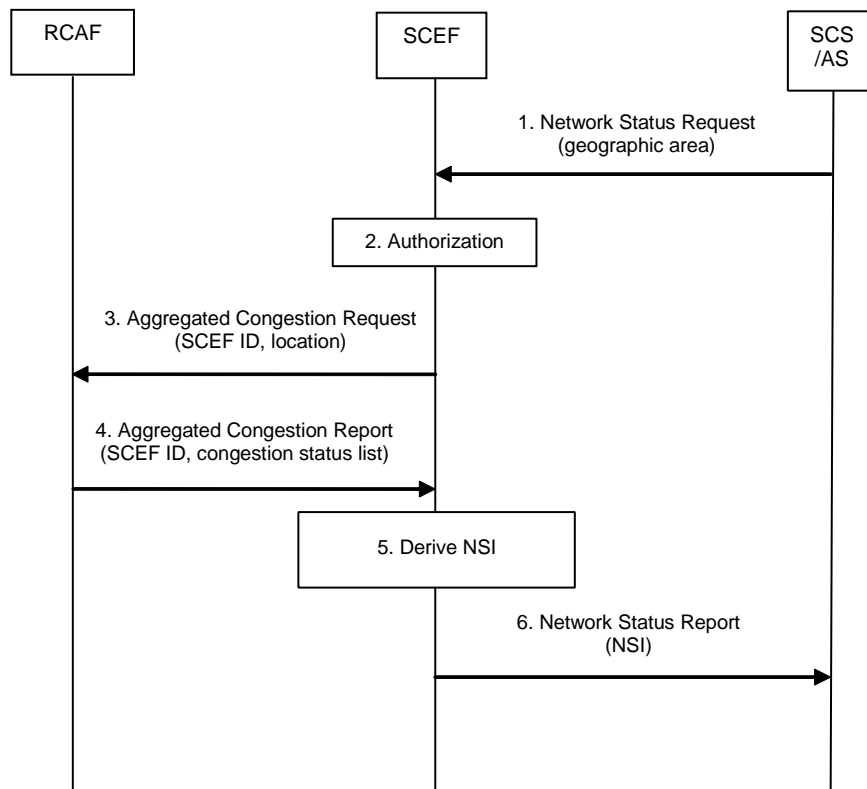 RCAF
SCEF
SCS
/AS
1. Network Status Request
(geographic area)
2. Authorization
3. Aggregated Congestion Request
(SCEF ID, location)
4. Aggregated Congestion Report
(SCEF ID, congestion status list)
5. Derive NSI
6. Network Status Report
(NSI)